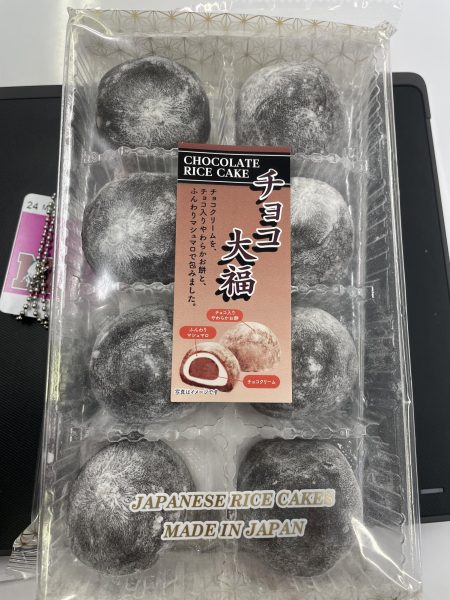 24 M
CHOCOLATE
RICE CAKE
チョコ大福
チョコクリームを、
チョコ入りやわらかお餅と、
ふんわりマシュマロで包みました。
チョコ入り
やわらかお餅
ふんわり
マシュマロ
チョコクリーム
写真はイメージです
JAPANESE RICE CAKES
MADE IN JAPAN